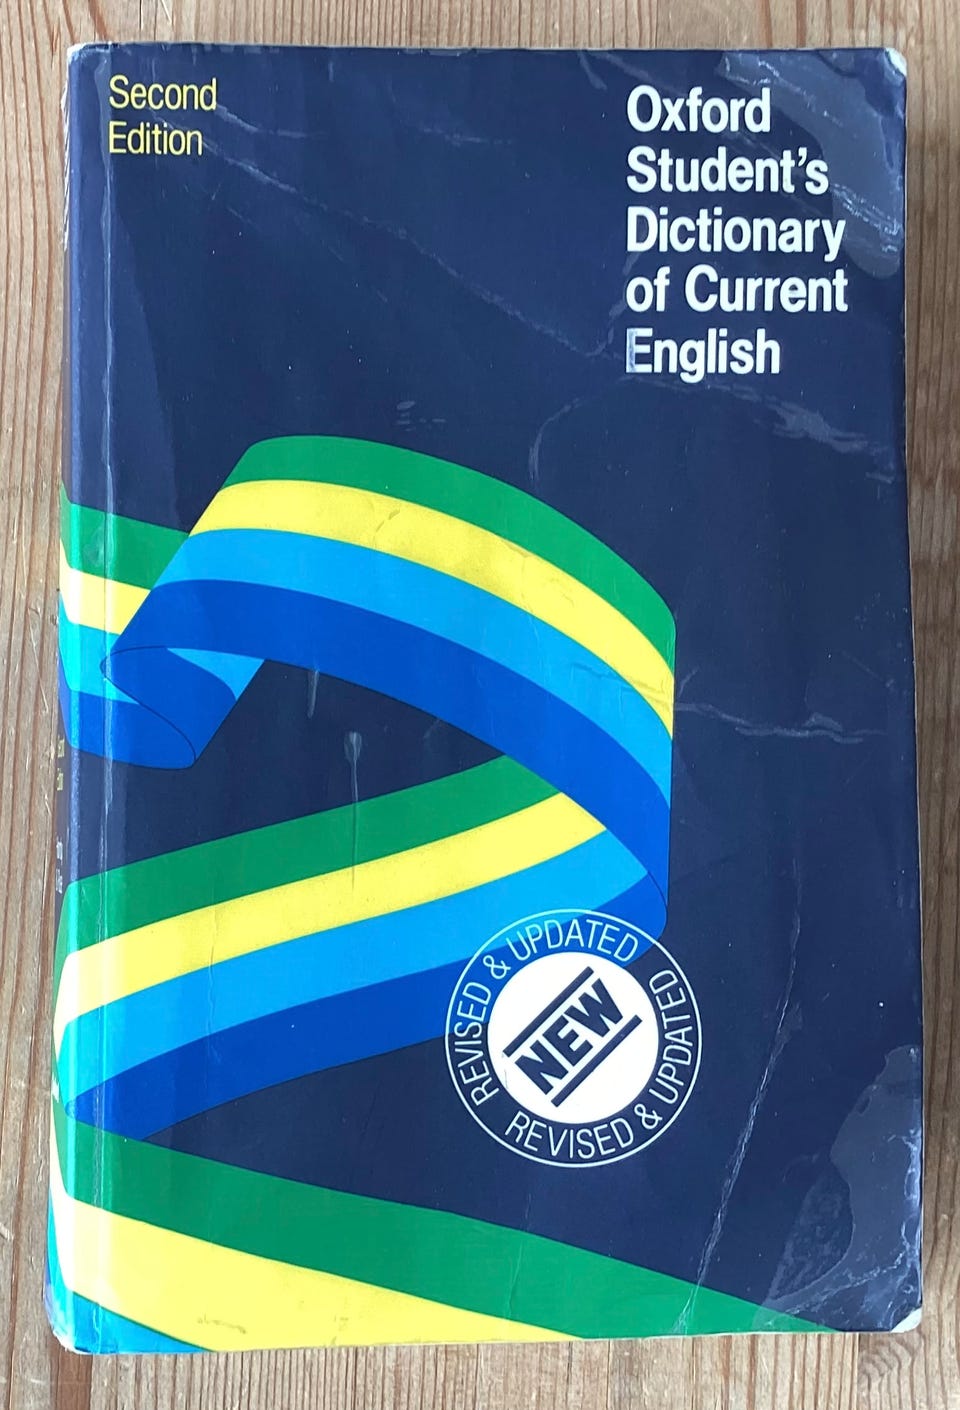 Second
Edition
Oxford
Student's
Dictionary
of Current
English
REVISED & UPDATED
REVISED & UPDATED
NEW